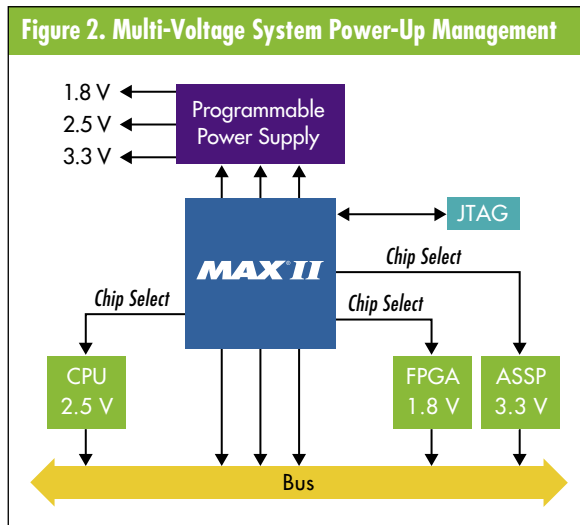 Figure 2. Multi-Voltage System Power-Up Management
1.8 V
2.5 V
3.3 V
Programmable
Power Supply
JTAG
MAX® II
Chip Select
Chip Select
Chip Select
CPU
2.5 V
FPGA
1.8 V
ASSP
3.3 V
Bus